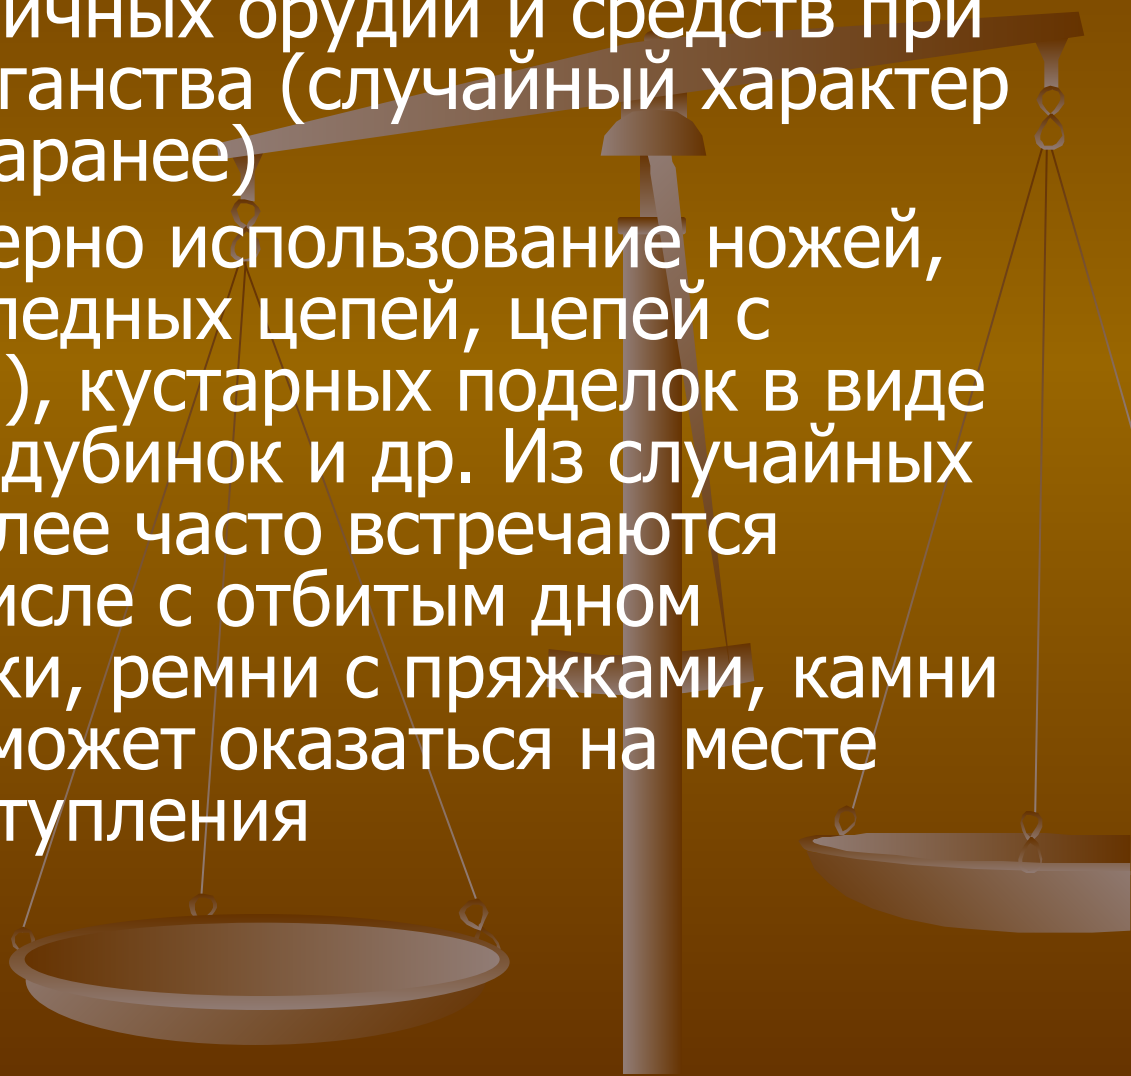 ичных орудий и средств при
ганства (случайный характер
аранее)
ерно использование ножей,
педных цепей, цепей с
), кустарных поделок в виде
дубинок и др. Из случайных
лее часто встречаются
исле с отбитым дном
ки, ремни с пряжками, камни
может оказаться на месте
тупления